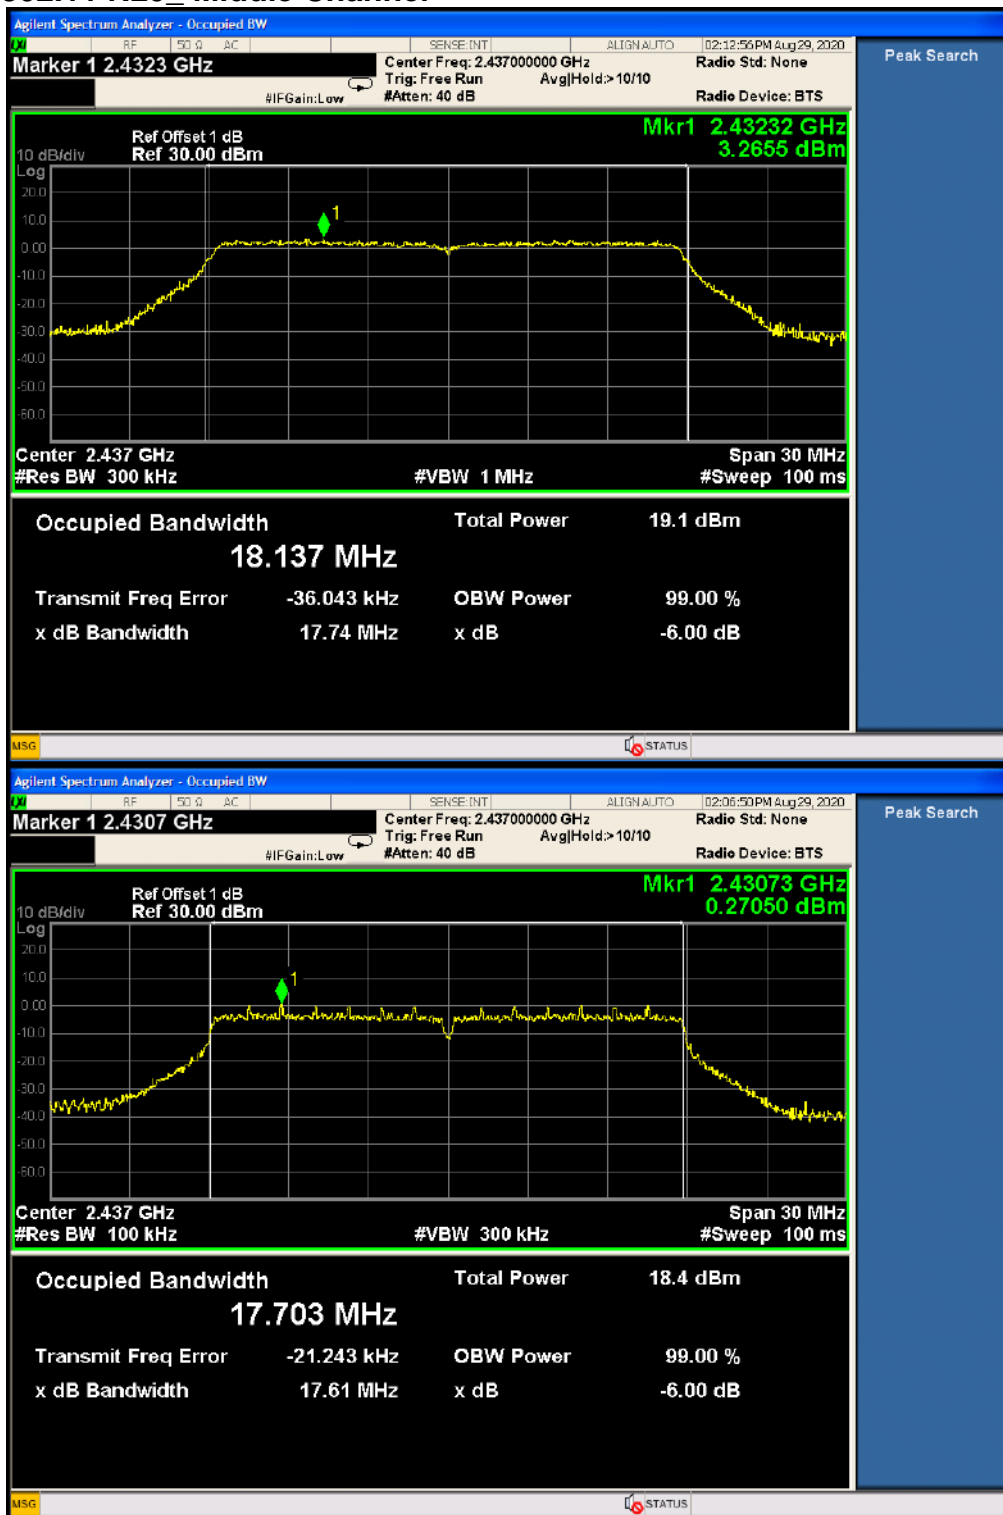 Agilent Spectrum Analyzer - Occupied BW
RF 50 Ω AC SENSE:INT ALIGN AUTO 02:12:56 PM Aug 29, 2020
Marker 1 2.4323 GHz Center Freq: 2.437000000 GHz Radio Std: None Peak Search
Trig: Free Run Avg|Hold:>10/10
#IFGain:Low #Atten: 40 dB Radio Device: BTS
Mkr1 2.43232 GHz
Ref Offset 1 dB 3.2655 dBm
10 dB/div Ref 30.00 dBm
Log
20.0
10.0
1
0.00
-10.0
-20.0
-30.0
-40.0
-50.0
-60.0
Center 2.437 GHz Span 30 MHz
#Res BW 300 kHz #VBW 1 MHz #Sweep 100 ms
Occupied Bandwidth Total Power 19.1 dBm
18.137 MHz
Transmit Freq Error -36.043 kHz OBW Power 99.00 %
x dB Bandwidth 17.74 MHz x dB -6.00 dB
MSG STATUS
Agilent Spectrum Analyzer - Occupied BW
RF 50 Ω AC SENSE:INT ALIGN AUTO 02:06:50 PM Aug 29, 2020
Marker 1 2.4307 GHz Center Freq: 2.437000000 GHz Radio Std: None Peak Search
Trig: Free Run Avg|Hold:>10/10
#IFGain:Low #Atten: 40 dB Radio Device: BTS
Mkr1 2.43073 GHz
Ref Offset 1 dB 0.27050 dBm
10 dB/div Ref 30.00 dBm
Log
20.0
10.0
1
0.00
-10.0
-20.0
-30.0
-40.0
-50.0
-60.0
Center 2.437 GHz Span 30 MHz
#Res BW 100 kHz #VBW 300 kHz #Sweep 100 ms
Occupied Bandwidth Total Power 18.4 dBm
17.703 MHz
Transmit Freq Error -21.243 kHz OBW Power 99.00 %
x dB Bandwidth 17.61 MHz x dB -6.00 dB
MSG STATUS